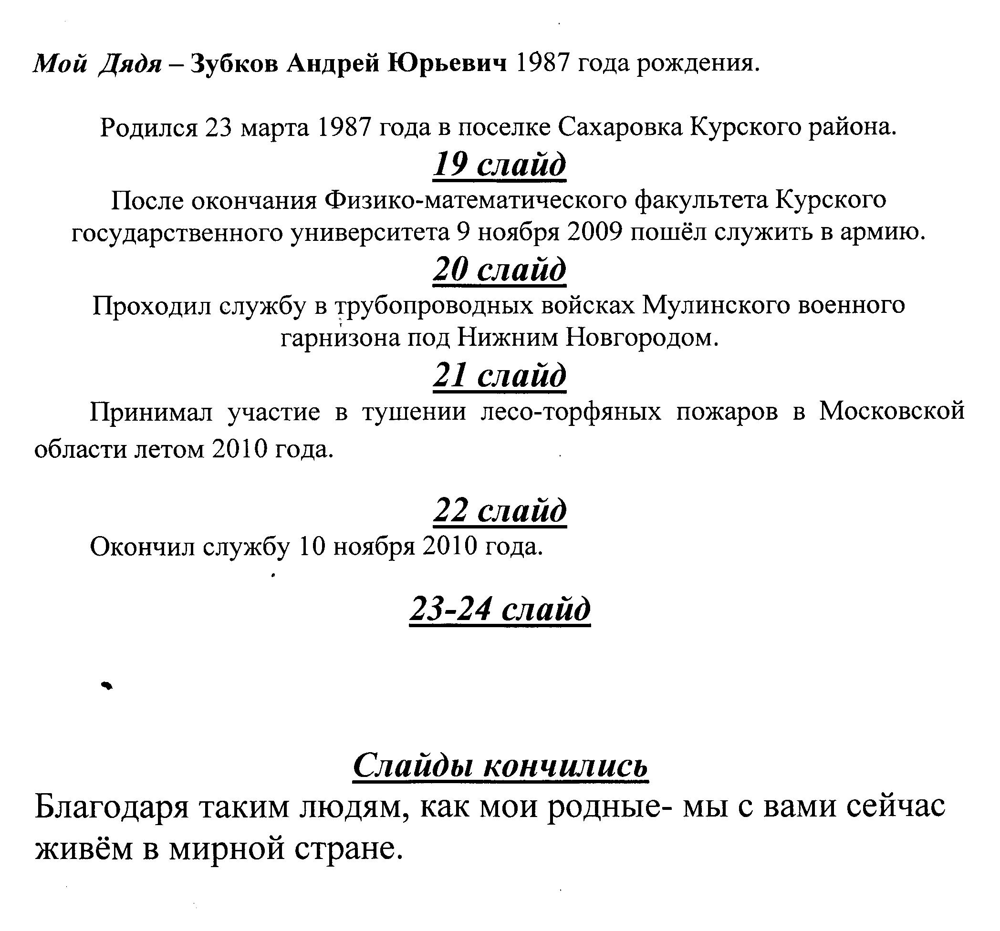 Мой Дядя – Зубков Андрей Юрьевич 1987 года рождения.
Родился 23 марта 1987 года в поселке Сахаровка Курского района.
19 слайд
После окончания Физико-математического факультета Курского
государственного университета 9 ноября 2009 пошёл служить в армию.
20 слайд
Проходил службу в трубопроводных войсках Мулинского военного
гарнизона под Нижним Новгородом.
21 слайд
Принимал участие в тушении лесо-торфяных пожаров в Московской
области летом 2010 года.
22 слайд
Окончил службу 10 ноября 2010 года.
23-24 слайд
Слайды кончились
Благодаря таким людям, как мои родные- мы с вами сейчас
живём в мирной стране.